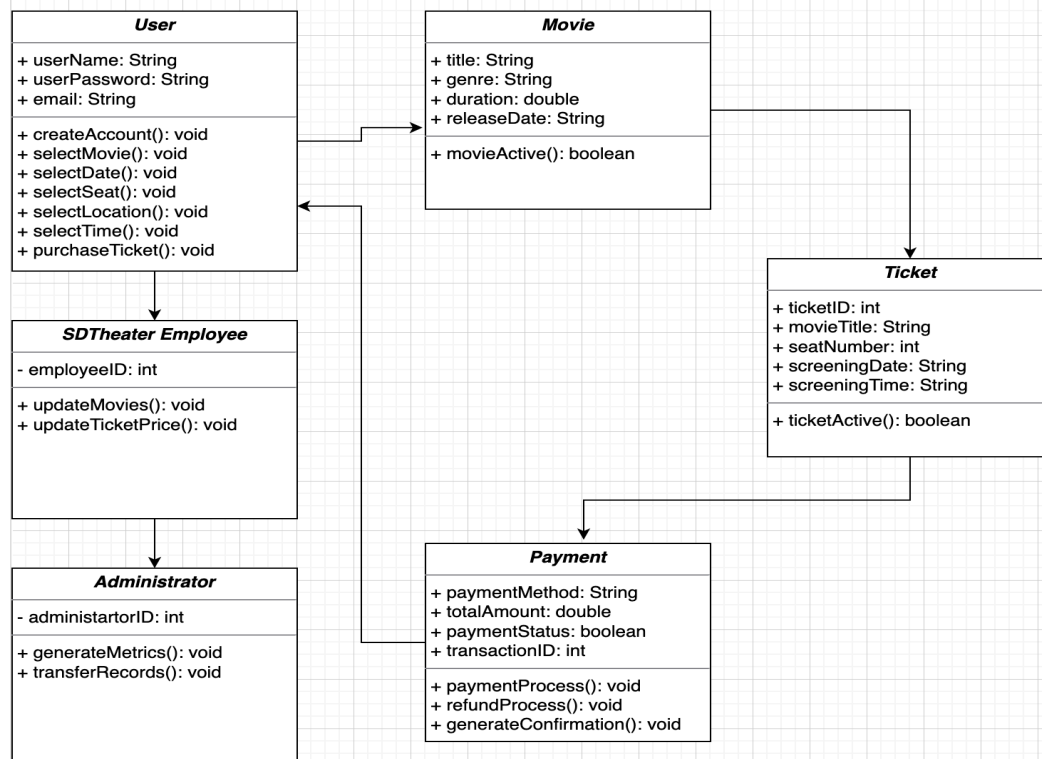 User
+ userName: String
+ userPassword: String
+ email: String
+ createAccount(): void
+ selectMovie(): void
+ selectDate(): void
+ selectSeat(): void
+ selectLocation(): void
+ selectTime(): void
+ purchaseTicket(): void
Movie
+ title: String
+ genre: String
+ duration: double
+ releaseDate: String
+ movieActive(): boolean
Ticket
+ ticketID: int
+ movieTitle: String
+ seatNumber: int
+ screeningDate: String
+ screeningTime: String
+ ticketActive(): boolean
SDTheater Employee
- employeeID: int
+ updateMovies(): void
+ updateTicketPrice(): void
Administrator
- administartorID: int
+ generateMetrics(): void
+ transferRecords(): void
Payment
+ paymentMethod: String
+ totalAmount: double
+ paymentStatus: boolean
+ transactionID: int
+ paymentProcess(): void
+ refundProcess(): void
+ generateConfirmation(): void